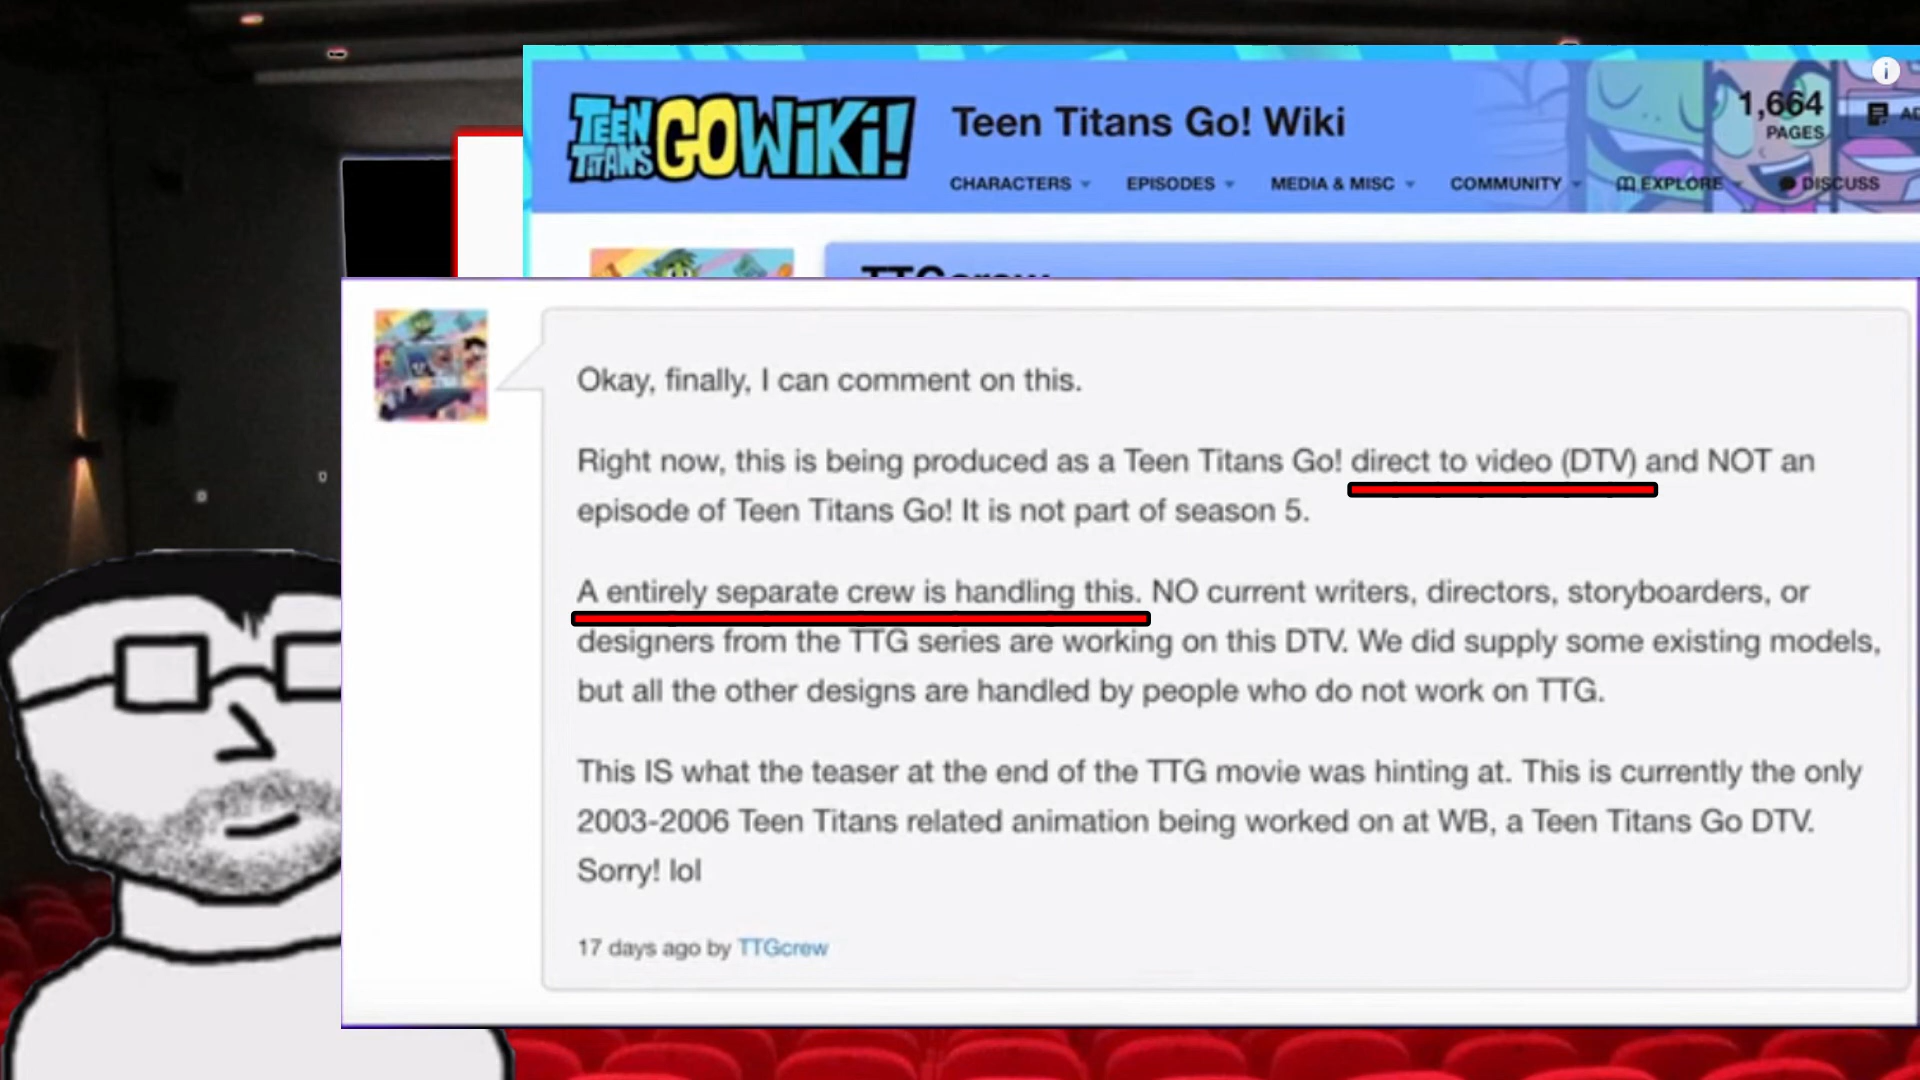 TEEN TITANS GO WiKi!
Teen Titans Go! Wiki
1,664
PAGES
CHARACTERS EPISODES MEDIA & MISC COMMUNITY EXPLORE DISCUSS
TTGcrew
Okay, finally, I can comment on this.
Right now, this is being produced as a Teen Titans Go! direct to video (DTV) and NOT an
episode of Teen Titans Go! It is not part of season 5.
A entirely separate crew is handling this. NO current writers, directors, storyboarders, or
designers from the TTG series are working on this DTV. We did supply some existing models,
but all the other designs are handled by people who do not work on TTG.
This IS what the teaser at the end of the TTG movie was hinting at. This is currently the only
2003-2006 Teen Titans related animation being worked on at WB, a Teen Titans Go DTV.
Sorry! lol
17 days ago by TTGcrew